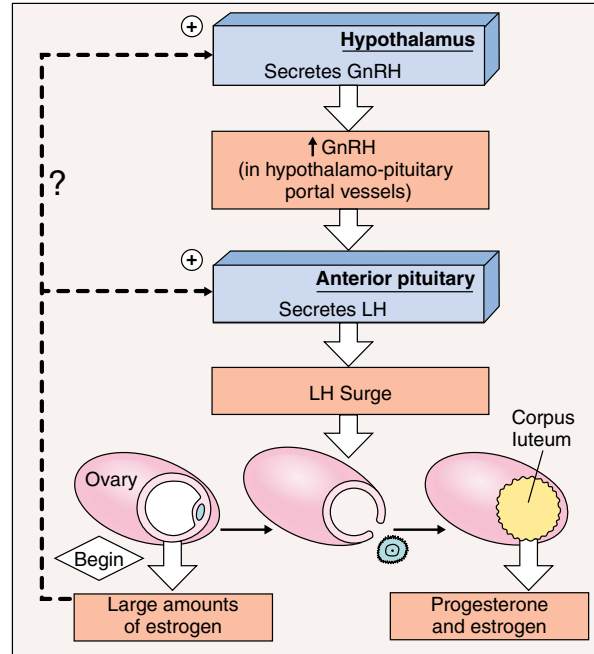 +
Hypothalamus
Secretes GnRH
↑ GnRH
(in hypothalamo-pituitary
portal vessels)
?
+
Anterior pituitary
Secretes LH
LH Surge
Corpus
luteum
Ovary
Begin
Large amounts
of estrogen
Progesterone
and estrogen